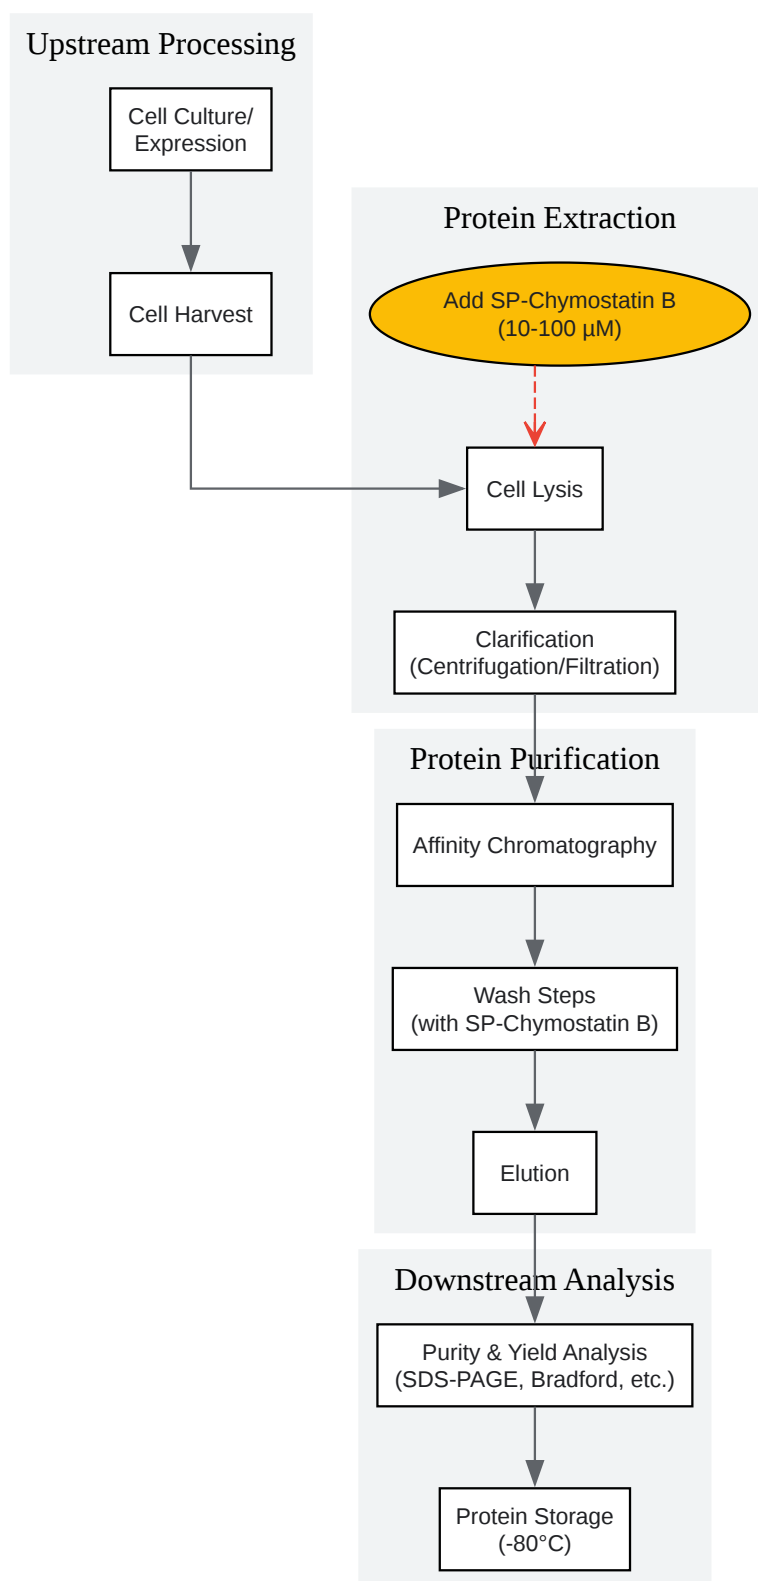 Upstream Processing
Cell Culture/
Expression
Cell Harvest
Protein Extraction
Add SP-Chymostatin B
(10-100 µM)
Cell Lysis
Clarification
(Centrifugation/Filtration)
Protein Purification
Affinity Chromatography
Wash Steps
(with SP-Chymostatin B)
Elution
Downstream Analysis
Purity & Yield Analysis
(SDS-PAGE, Bradford, etc.)
Protein Storage
(-80°C)